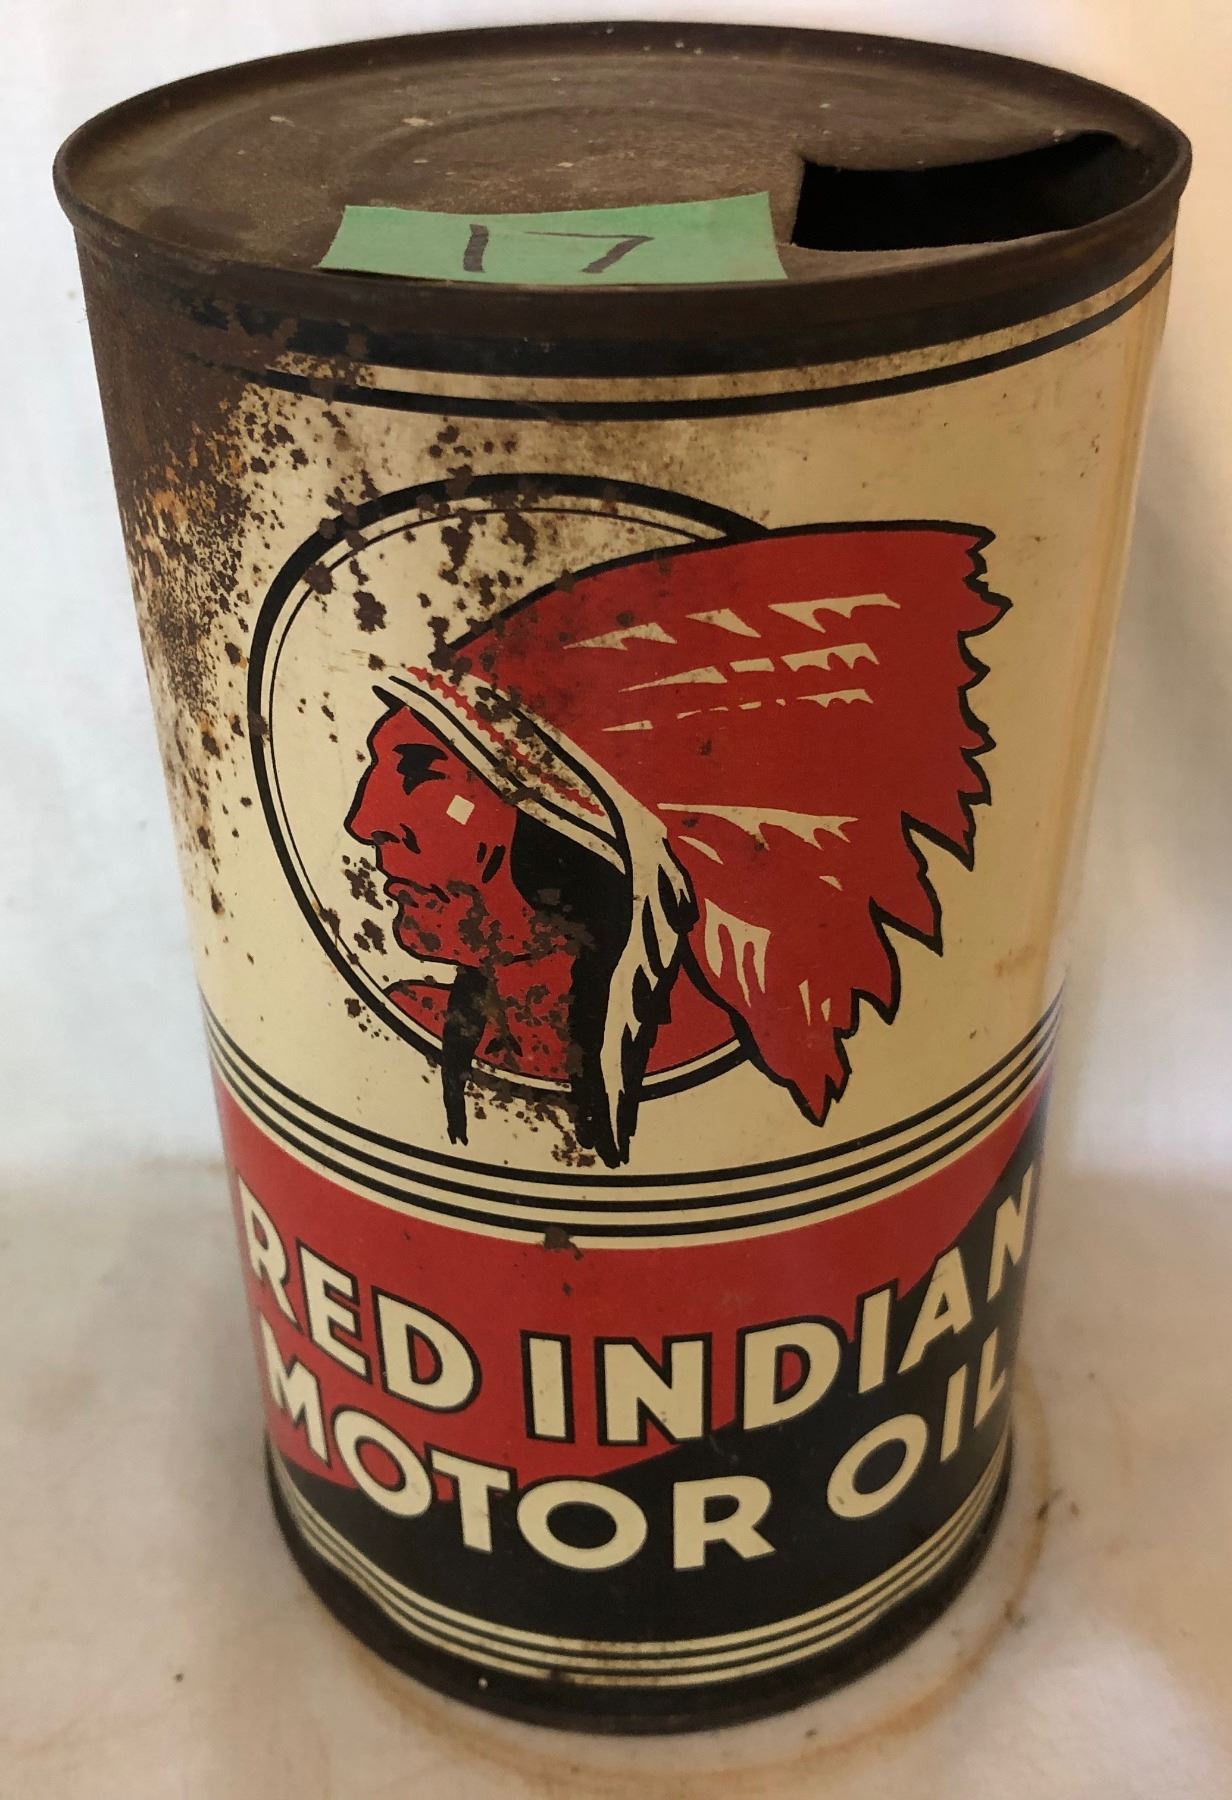 17
RED INDIAN
MOTOR OIL